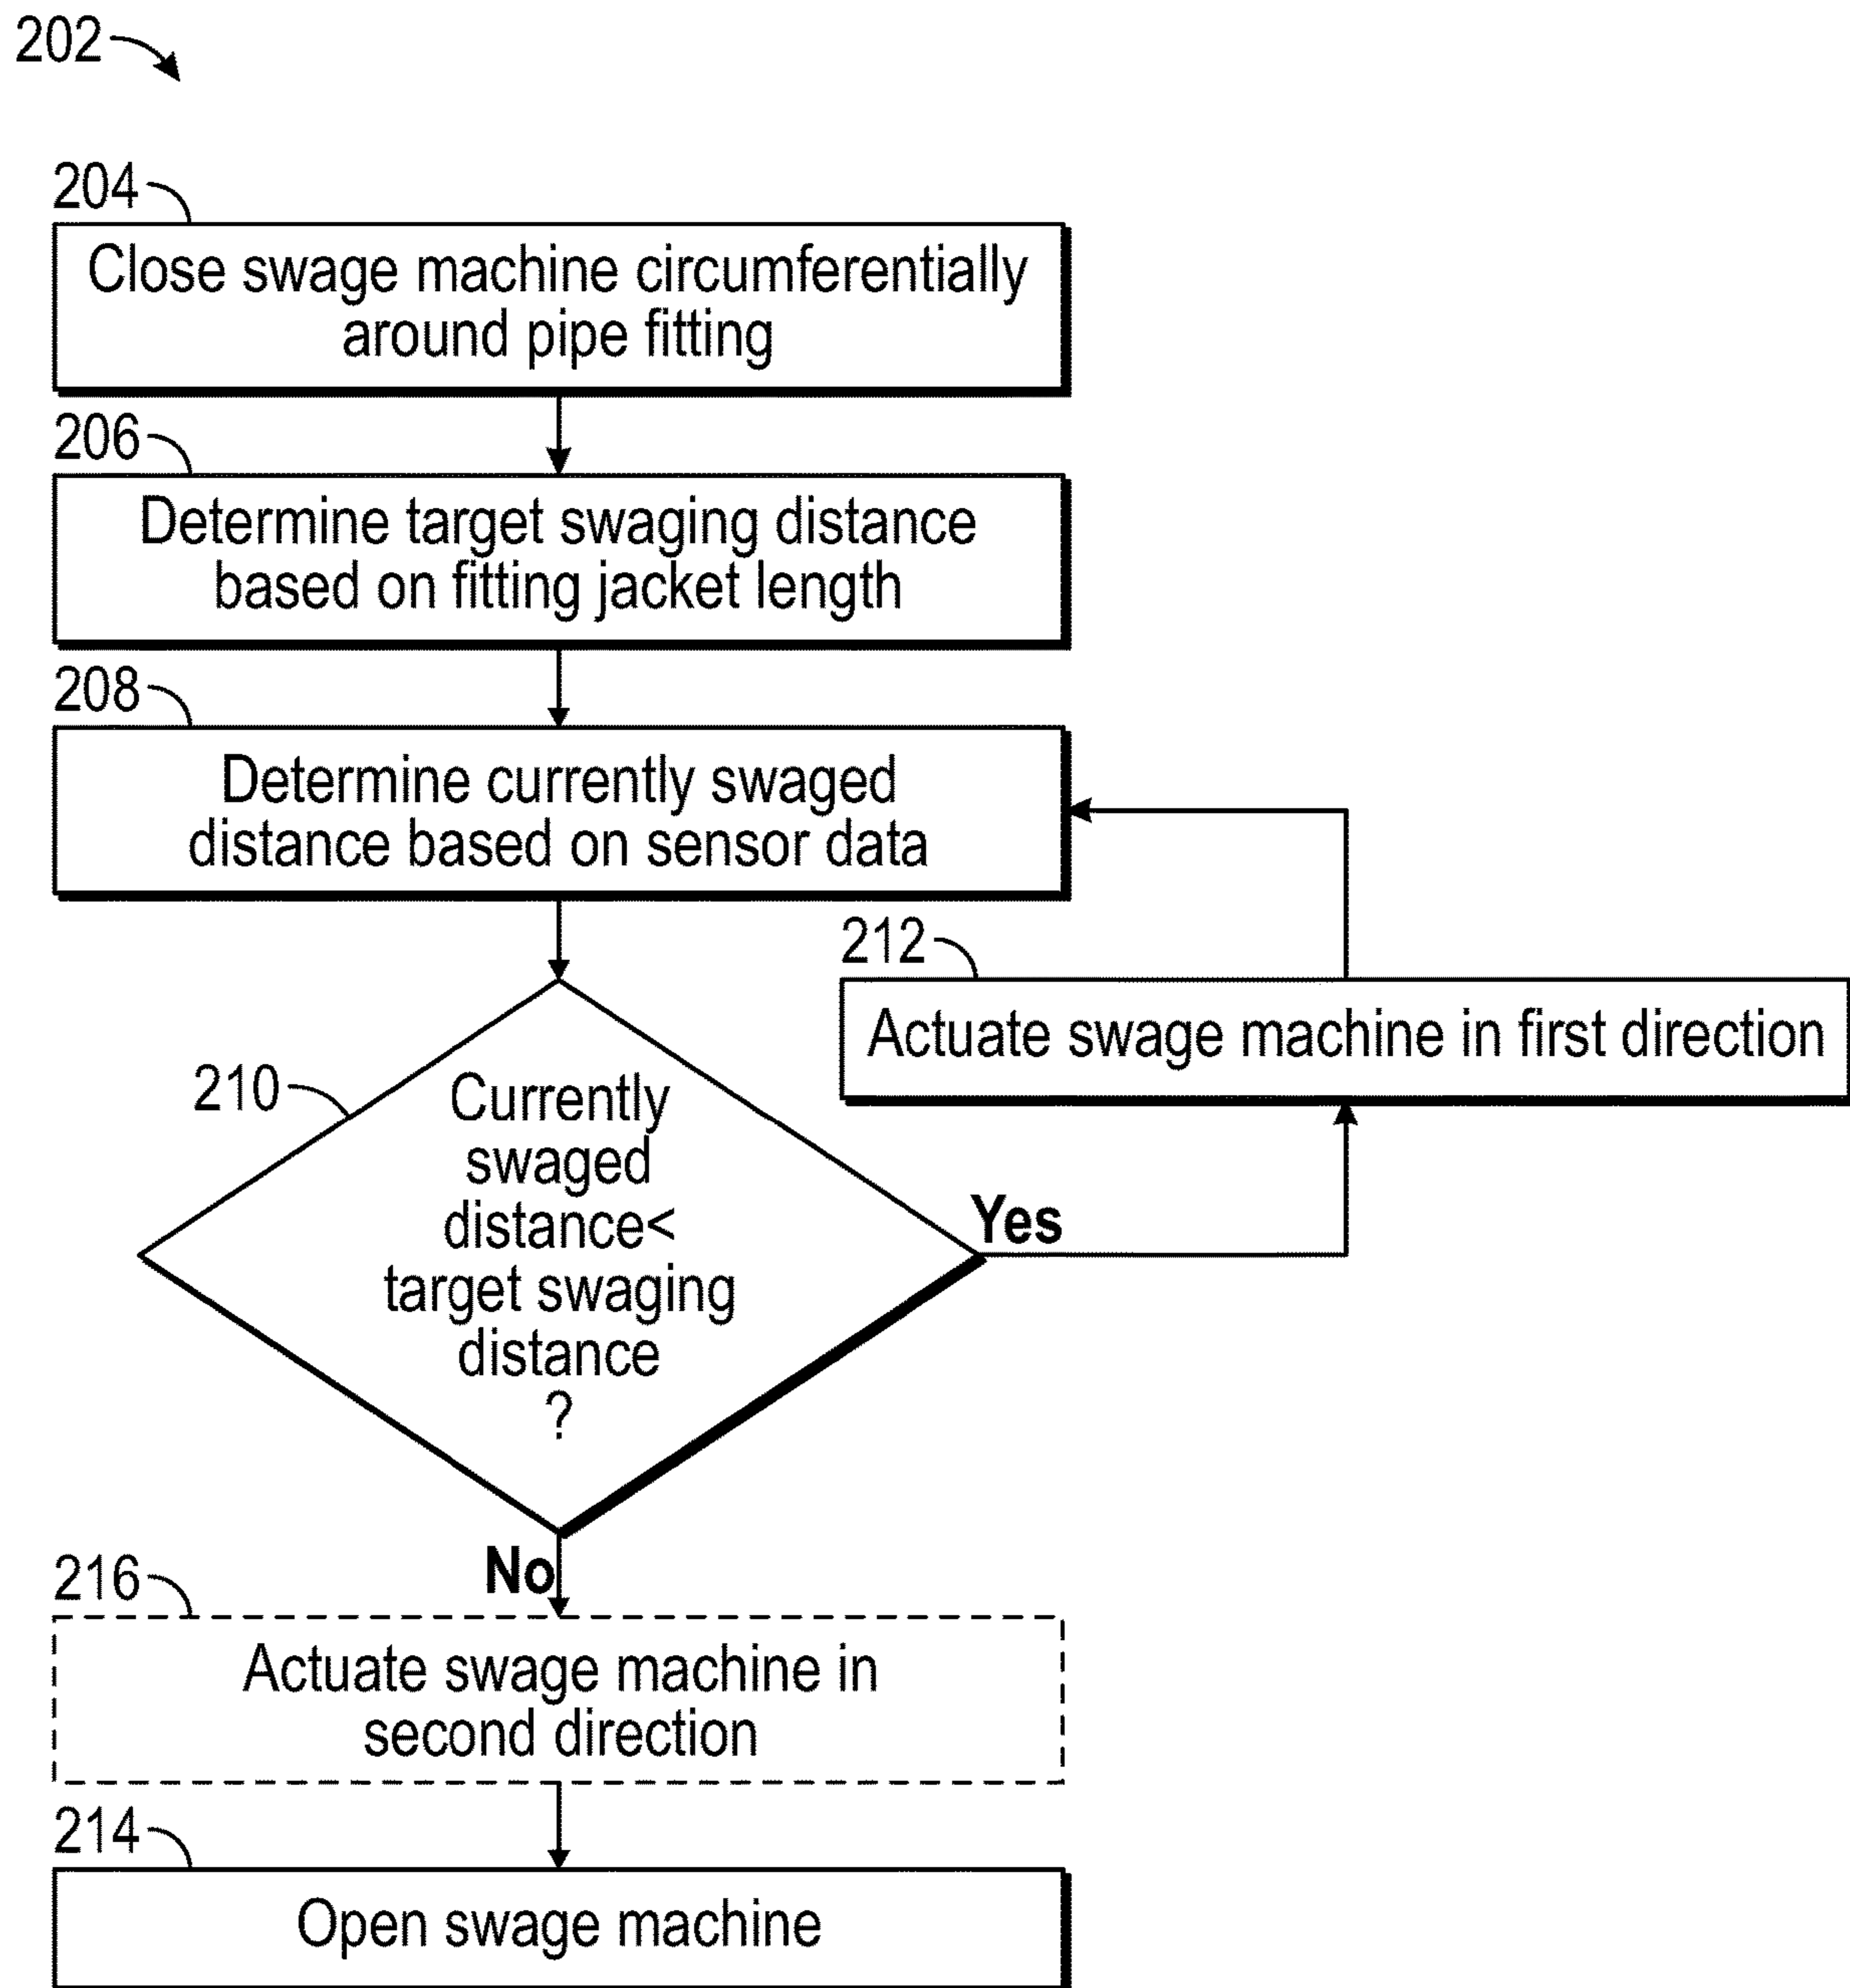 202
204
Close swage machine circumferentially
around pipe fitting
206
Determine target swaging distance
based on fitting jacket length
208
Determine currently swaged
distance based on sensor data
212
Actuate swage machine in first direction
210
Currently
swaged
distance<
target swaging
distance
?
Yes
No
216
Actuate swage machine in
second direction
214
Open swage machine